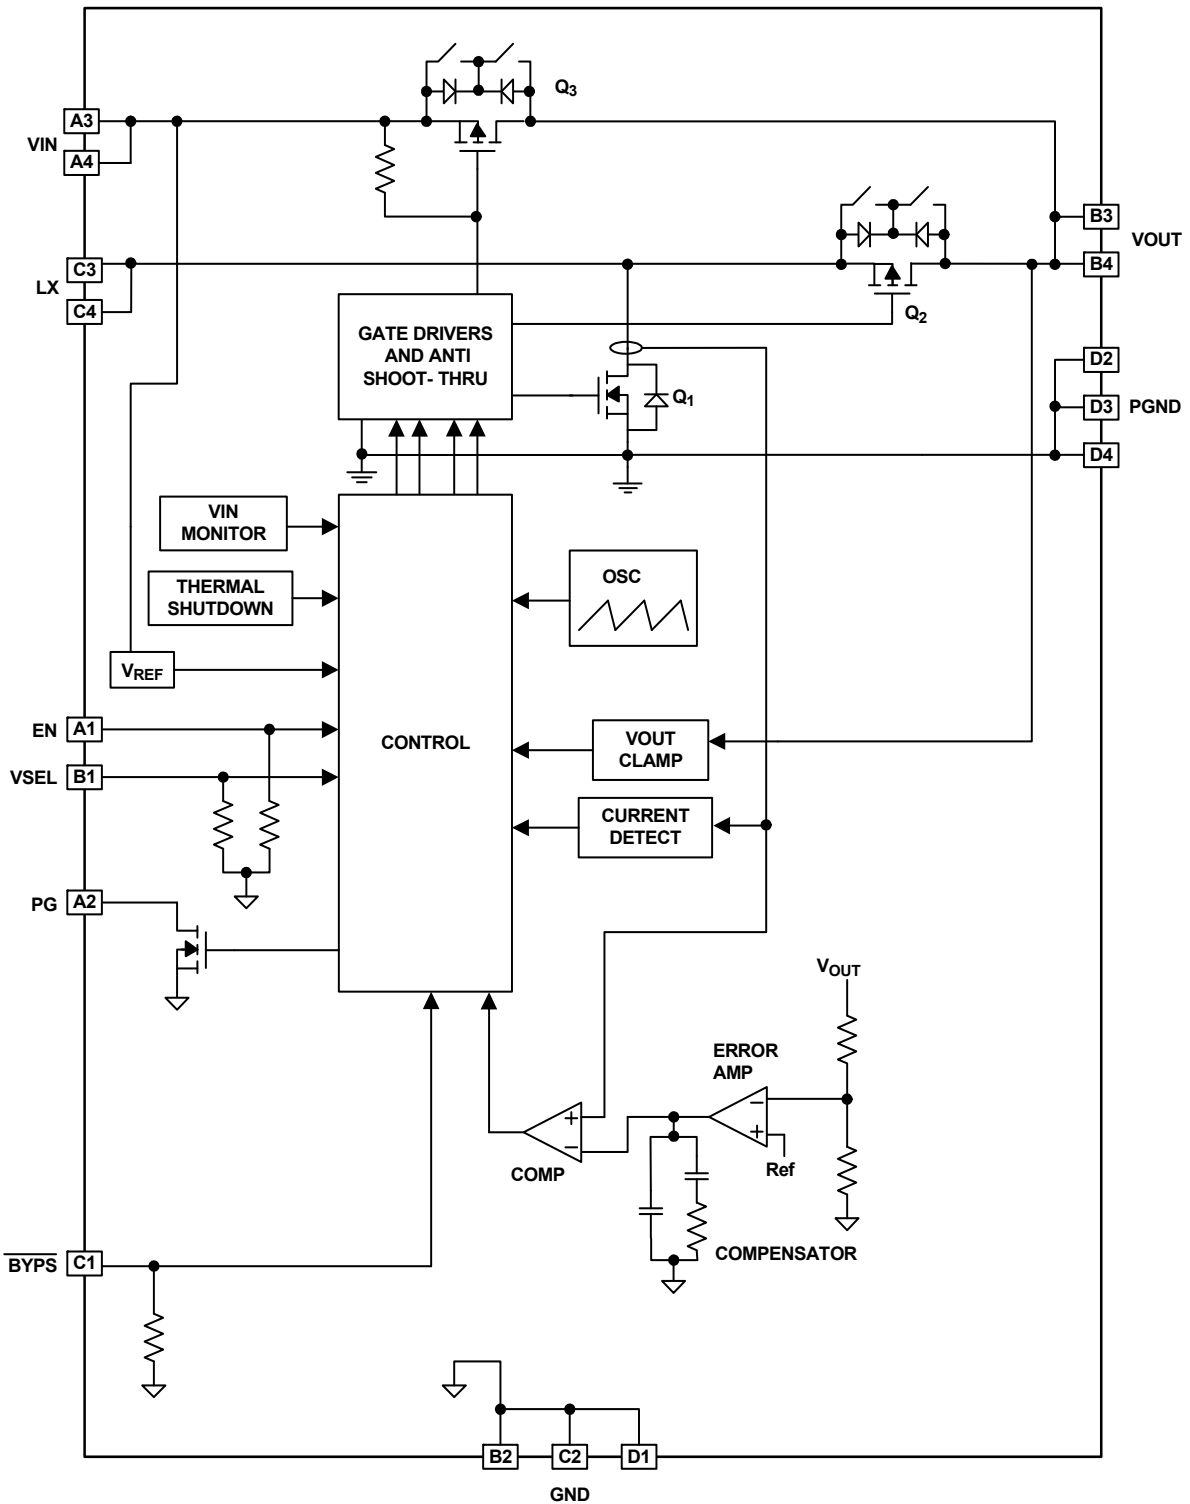 Q3
A3
VIN
A4
B3
VOUT
B4
C3
LX
C4
Q2
GATE DRIVERS
AND ANTI
SHOOT- THRU
Q1
D2
D3
PGND
D4
VIN
MONITOR
OSC
THERMAL
SHUTDOWN
VREF
EN
A1
CONTROL
VOUT
CLAMP
VSEL
B1
CURRENT
DETECT
PG
A2
VOUT
ERROR
AMP
−
+
Ref
+
−
COMP
COMPENSATOR
BYPS
C1
B2
C2
D1
GND